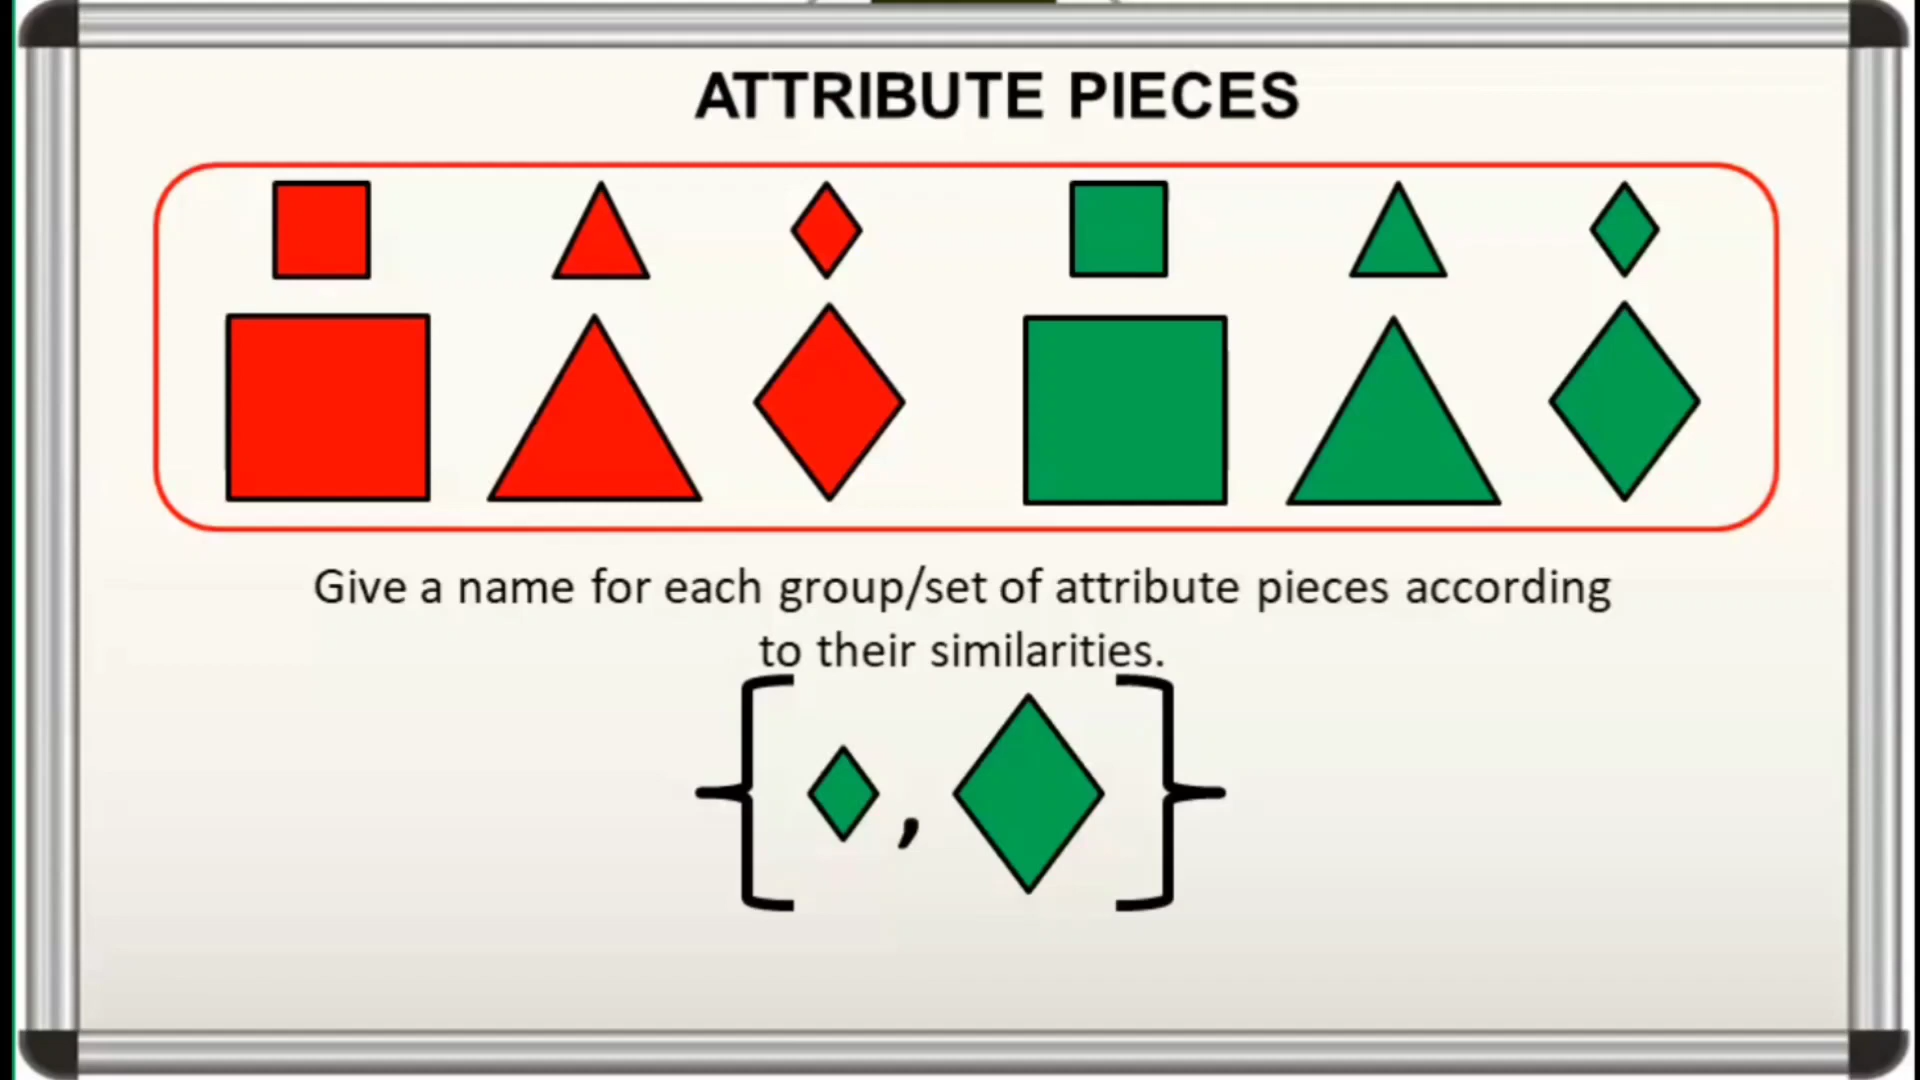 ATTRIBUTE PIECES
Give a name for each group/set of attribute pieces according
to their similarities.
{ , }